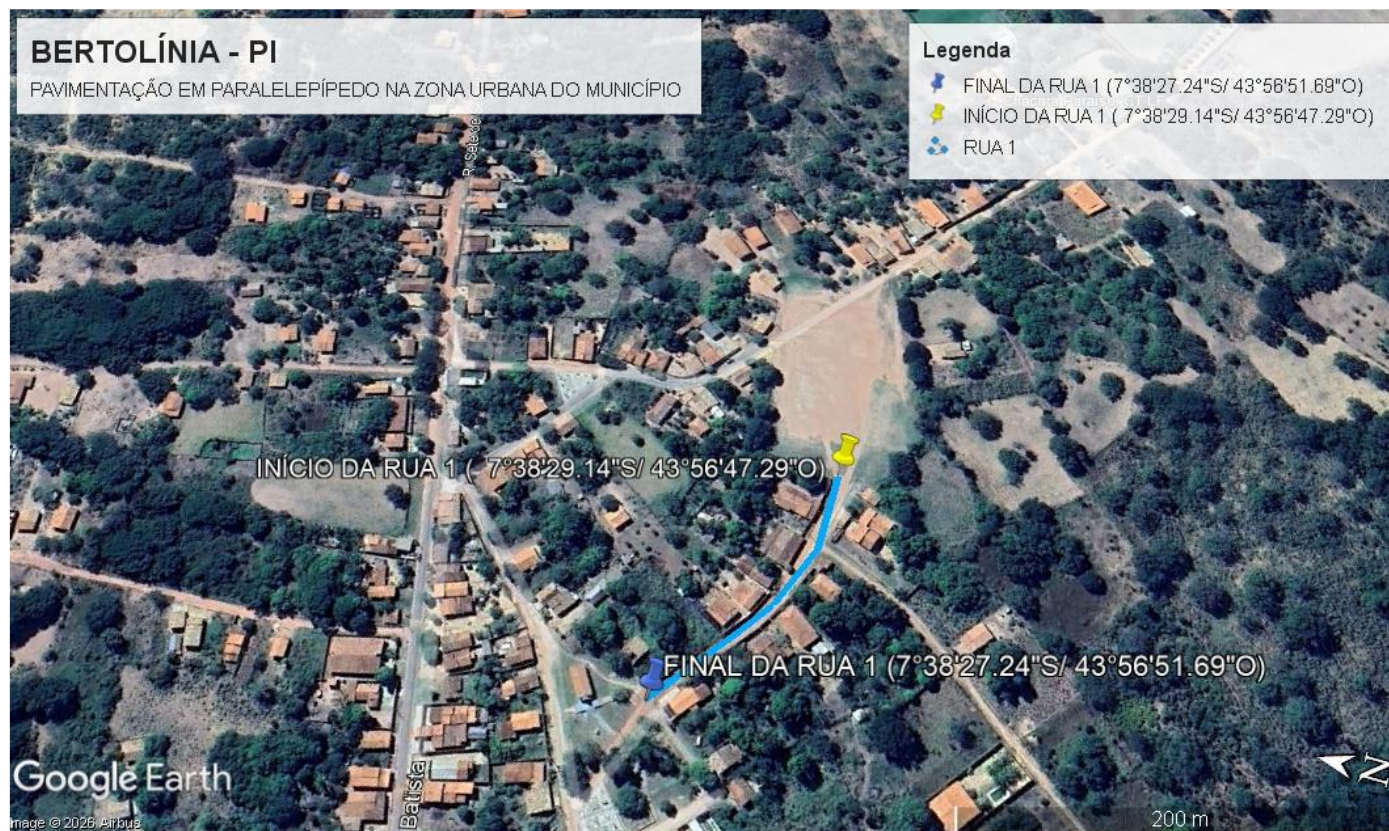 BERTOLÍNIA - PI
PAVIMENTAÇÃO EM PARALELEPÍPEDO NA ZONA URBANA DO MUNICÍPIO
Legenda
FINAL DA RUA 1 (7°38'27.24"S/ 43°56'51.69"O)
INÍCIO DA RUA 1 ( 7°38'29.14"S/ 43°56'47.29"O)
RUA 1
R. Sete de
INÍCIO DA RUA 1 ( 7°38'29.14"S/ 43°56'47.29"O)
FINAL DA RUA 1 (7°38'27.24"S/ 43°56'51.69"O)
Batista
Google Earth
N
Image © 2026 Airbus
200 m